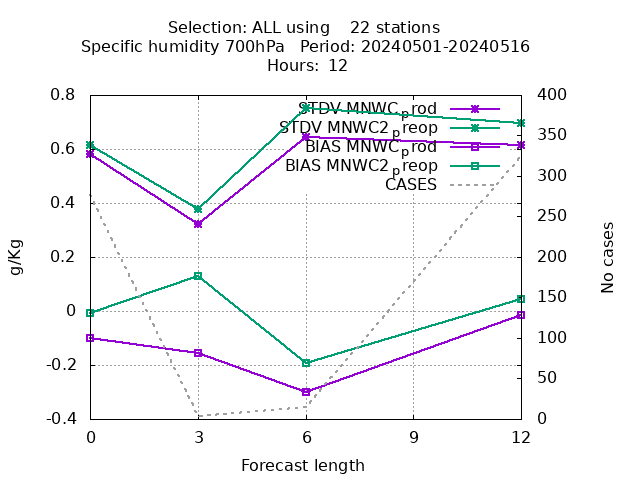 Selection: ALL using 22 stations
Specific humidity 700hPa Period: 20240501-20240516
Hours: 12
0.8
0.6
0.4
0.2
0
-0.2
-0.4
g/Kg
STDV MNWC_prod
STDV MNWC2_preop
BIAS MNWC_prod
BIAS MNWC2_preop
CASES
400
350
300
250
200
150
100
50
0
No cases
0 3 6 9 12
Forecast length